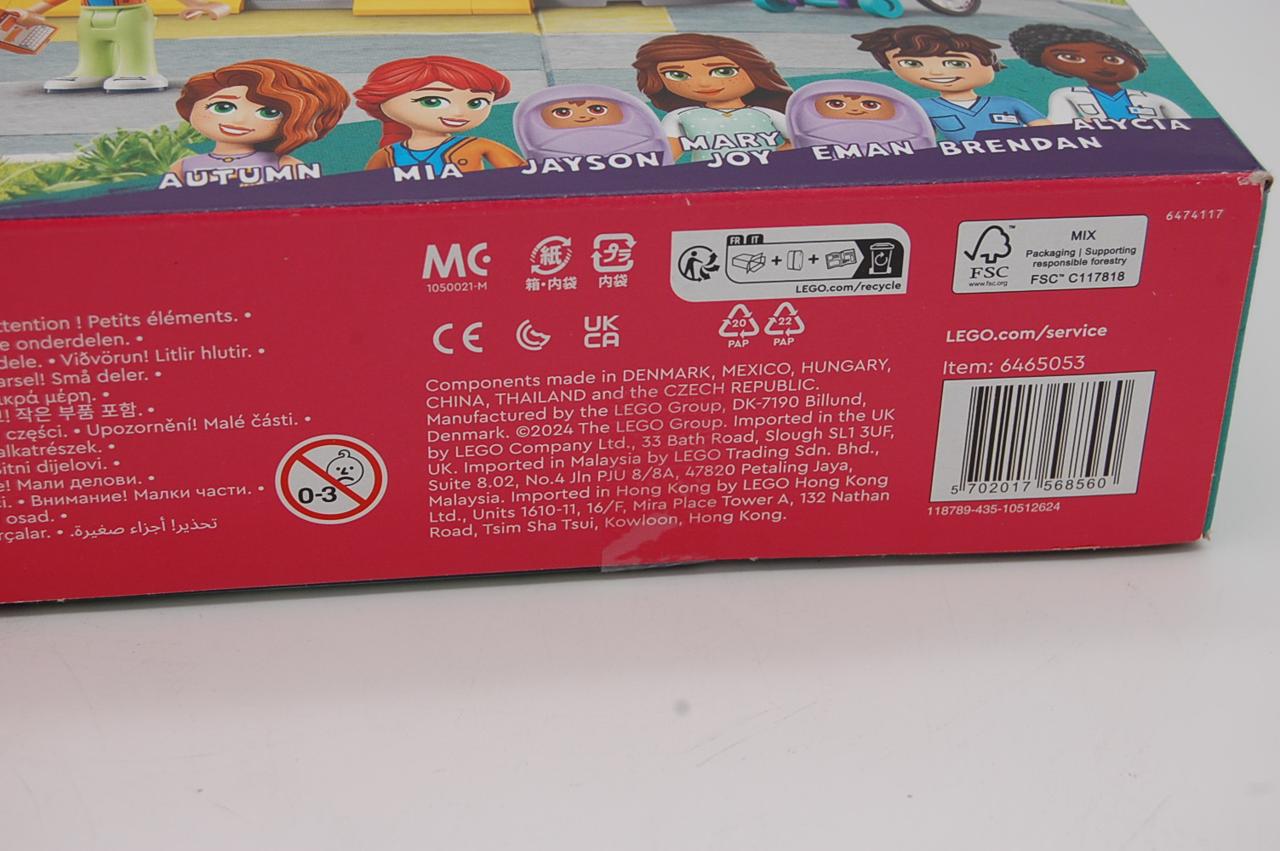 AUTUMN
MIA
JAYSON
MARY
JOY
EMAN
BRENDAN
ALYCIA
6474117
MC
1050021-M
紙
箱・内袋
プラ
内袋
FR IT
LEGO.com/recycle
FSC
www.fsc.org
MIX
Packaging | Supporting
responsible forestry
FSC™ C117818
CE
UK
CA
20
PAP
22
PAP
LEGO.com/service
Item: 6465053
5 702017 568560
118789-435-10512624
Components made in DENMARK, MEXICO, HUNGARY,
CHINA, THAILAND and the CZECH REPUBLIC.
Manufactured by the LEGO Group, DK-7190 Billund,
Denmark. ©2024 The LEGO Group. Imported in the UK
by LEGO Company Ltd., 33 Bath Road, Slough SL1 3UF,
UK. Imported in Malaysia by LEGO Trading Sdn. Bhd.,
Suite 8.02, No.4 Jln PJU 8/8A, 47820 Petaling Jaya,
Malaysia. Imported in Hong Kong by LEGO Hong Kong
Ltd., Units 1610-11, 16/F, Mira Place Tower A, 132 Nathan
Road, Tsim Sha Tsui, Kowloon, Hong Kong.
! Petits éléments. •
onderdelen. •
• Viðvörun! Litlir hlutir. •
Små deler. •
μέρη. •
작은 부품 포함. •
części. • Upozornění! Malé části. •
sitni dijelovi. •
Мали делови. •
• Внимание! Малки части. •
osad. •
تحذير! أجزاء صغيرة.
0-3